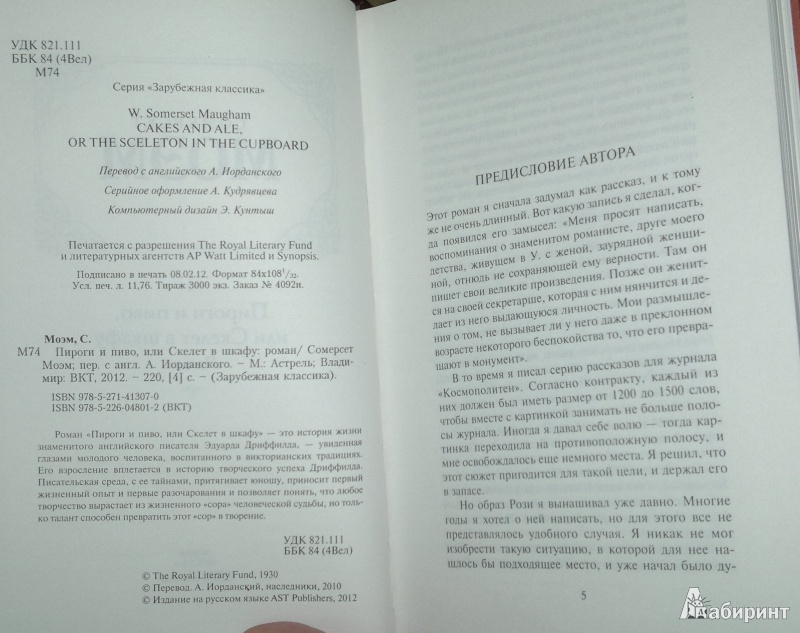 УДК 821.111
ББК 84 (4Вел)
М74
Серия «Зарубежная классика»
W. Somerset Maugham
CAKES AND ALE,
OR THE SCELETON IN THE CUPBOARD
Перевод с английского А. Иорданского
Серийное оформление А. Кудрявцева
Компьютерный дизайн Э. Кунтыш
Печатается с разрешения The Royal Literary Fund
и литературных агентств AP Watt Limited и Synopsis.
Подписано в печать 08.02.12. Формат 84x108 1/32.
Усл. печ. л. 11,76. Тираж 3000 экз. Заказ № 4092и.
Моэм, С.
М74 Пироги и пиво, или Скелет в шкафу: роман/ Сомерсет
Моэм; пер. с англ. А. Иорданского. – М.: Астрель; Влади-
мир: ВКТ, 2012. – 220, [4] с. – (Зарубежная классика).
ISBN 978-5-271-41307-0
ISBN 978-5-226-04801-2 (ВКТ)
Роман «Пироги и пиво, или Скелет в шкафу» — это история жизни
знаменитого английского писателя Эдуарда Дриффилда, — увиденная
глазами молодого человека, воспитанного в викторианских традициях.
Его взросление вплетается в историю творческого успеха Дриффилда.
Писательская среда, с ее тайнами, притягивает юношу, приносит первый
жизненный опыт и первые разочарования и позволяет понять, что любое
творчество вырастает из жизненного «сора» человеческой судьбы, но толь-
ко талант способен превратить этот «сор» в творение.
УДК 821.111
ББК 84 (4Вел)
© The Royal Literary Fund, 1930
© Перевод. А. Иорданский, наследники, 2010
© Издание на русском языке AST Publishers, 2012
ПРЕДИСЛОВИЕ АВТОРА
Этот роман я сначала задумал как рассказ, и к тому
же не очень длинный. Вот какую запись я сделал, ког-
да появился его замысел: «Меня просят написать
воспоминания о знаменитом романисте, друге моего
детства, живущем в У. с женой, заурядной женщи-
ной, отнюдь не сохраняющей ему верности. Там он
пишет свои великие произведения. Позже он женит-
ся на своей секретарше, которая с ним нянчится и де-
лает из него выдающуюся личность. Мои размышле-
ния о том, не вызывает ли у него даже в преклонном
возрасте некоторого беспокойства то, что его превра-
щают в монумент».
В то время я писал серию рассказов для журнала
«Космополитен». Согласно контракту, каждый из
них должен был иметь размер от 1200 до 1500 слов,
чтобы вместе с картинкой занимать не больше поло-
сы журнала. Иногда я давал себе волю — тогда кар-
тинка переходила на противоположную полосу, и
мне освобождалось еще немного места. Я решил, что
этот сюжет пригодится для такой цели, и держал его
в запасе.
Но образ Рози я вынашивал уже давно. Многие
годы я хотел о ней написать, но для этого все не
представлялось удобного случая. Я никак не мог
изобрести такую ситуацию, в которой для нее на-
шлось бы подходящее место, и уже начал было ду-
5
Лабиринт